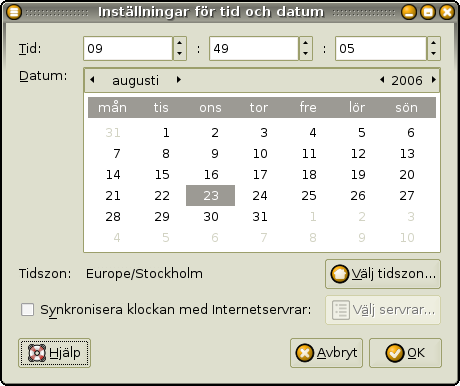 Inställningar för tid och datum
Tid: 09 : 49 : 05
Datum: augusti 2006
mån tis ons tor fre lör sön
31 1 2 3 4 5 6
7 8 9 10 11 12 13
14 15 16 17 18 19 20
21 22 23 24 25 26 27
28 29 30 31 1 2 3
4 5 6 7 8 9 10
Tidszon: Europe/Stockholm Välj tidszon...
Synkronisera klockan med Internetservrar: Välj servrar...
Hjälp Avbryt OK